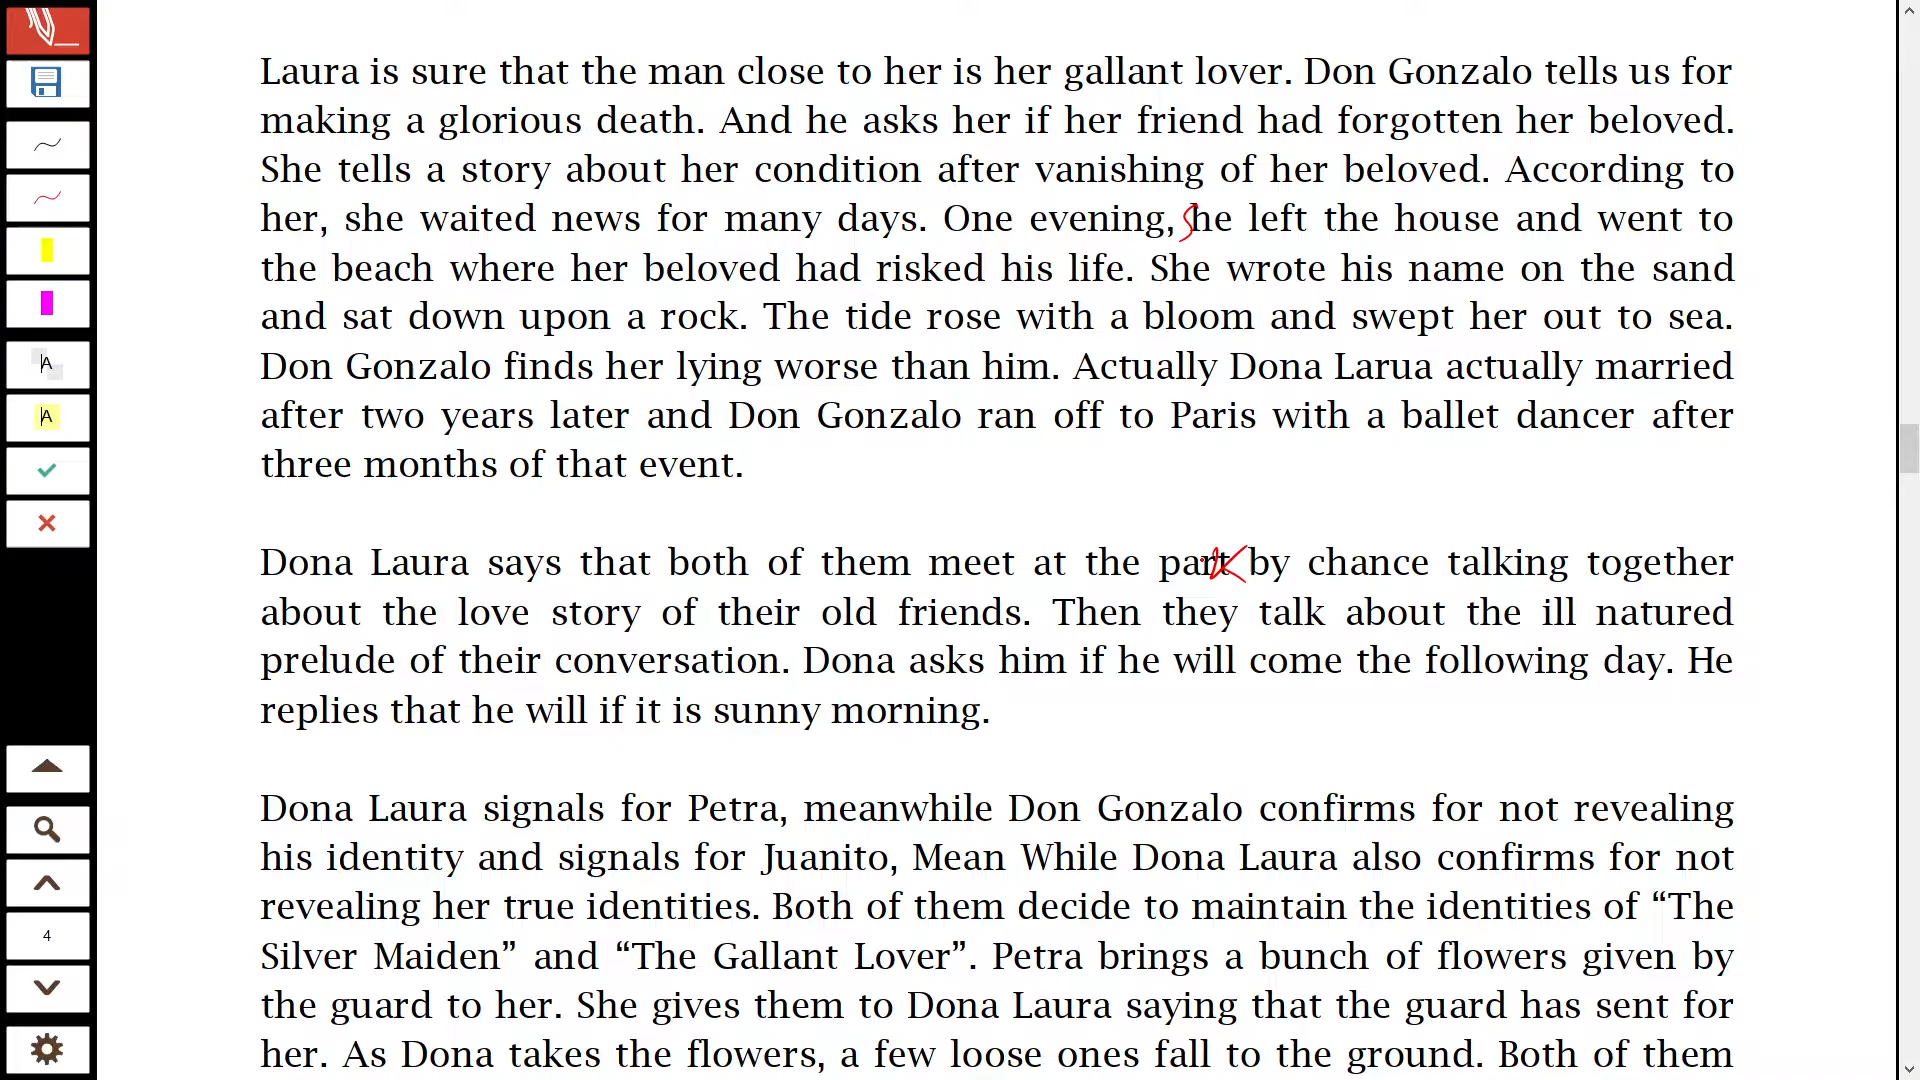 Laura is sure that the man close to her is her gallant lover. Don Gonzalo tells us for
making a glorious death. And he asks her if her friend had forgotten her beloved.
She tells a story about her condition after vanishing of her beloved. According to
her, she waited news for many days. One evening, she left the house and went to
the beach where her beloved had risked his life. She wrote his name on the sand
and sat down upon a rock. The tide rose with a bloom and swept her out to sea.
Don Gonzalo finds her lying worse than him. Actually Dona Larua actually married
after two years later and Don Gonzalo ran off to Paris with a ballet dancer after
three months of that event.
Dona Laura says that both of them meet at the park by chance talking together
about the love story of their old friends. Then they talk about the ill natured
prelude of their conversation. Dona asks him if he will come the following day. He
replies that he will if it is sunny morning.
Dona Laura signals for Petra, meanwhile Don Gonzalo confirms for not revealing
his identity and signals for Juanito, Mean While Dona Laura also confirms for not
revealing her true identities. Both of them decide to maintain the identities of “The
Silver Maiden” and “The Gallant Lover”. Petra brings a bunch of flowers given by
the guard to her. She gives them to Dona Laura saying that the guard has sent for
her. As Dona takes the flowers, a few loose ones fall to the ground. Both of them
A
A
4